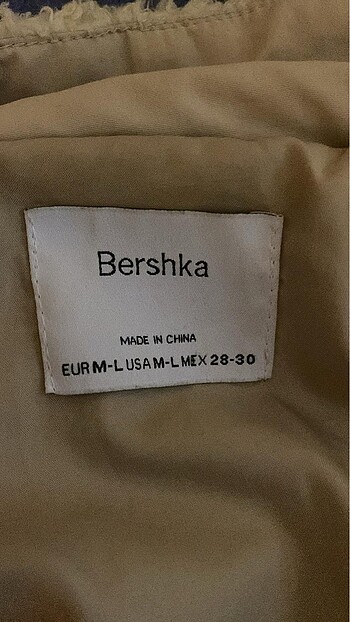 Bershka
MADE IN CHINA
EUR M-L USA M-L MEX 28-30